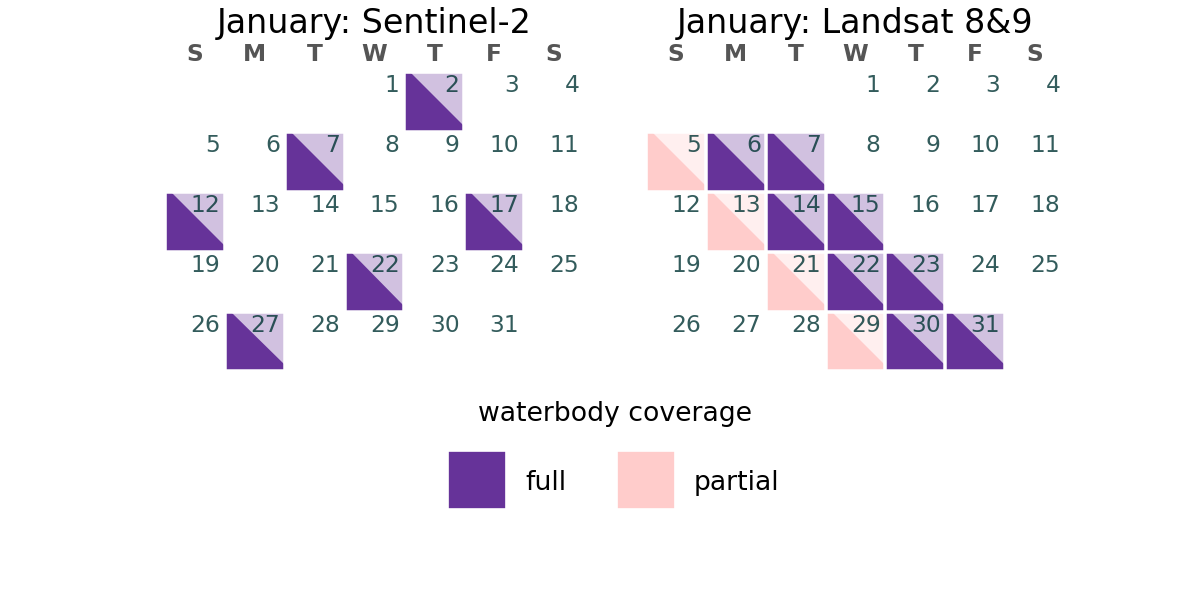 January: Sentinel-2
S M T W T F S
1 2 3 4
5 6 7 8 9 10 11
12 13 14 15 16 17 18
19 20 21 22 23 24 25
26 27 28 29 30 31
January: Landsat 8&9
S M T W T F S
1 2 3 4
5 6 7 8 9 10 11
12 13 14 15 16 17 18
19 20 21 22 23 24 25
26 27 28 29 30 31
waterbody coverage
full partial